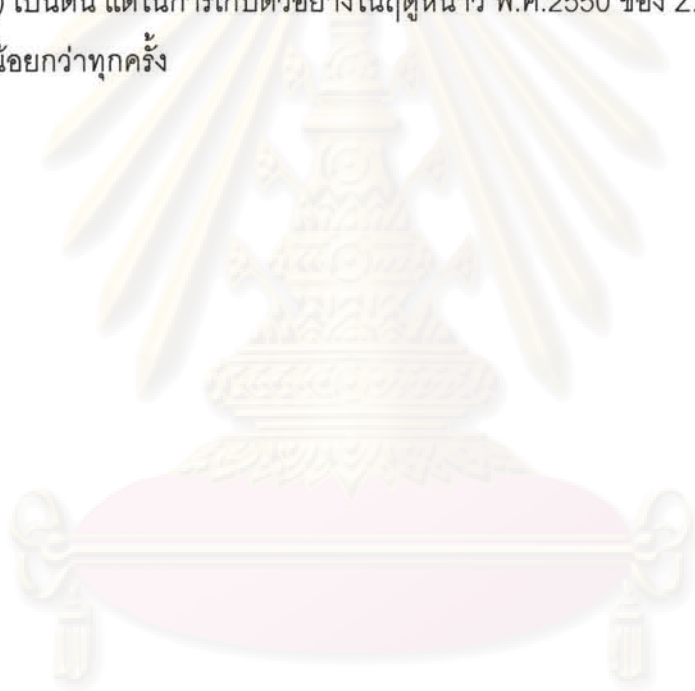 ) เป็นต้น แต่ในการเก็บตัวอย่างในฤดูหนาว พ.ศ.2550 ของ
น้อยกว่าทุกครั้ง